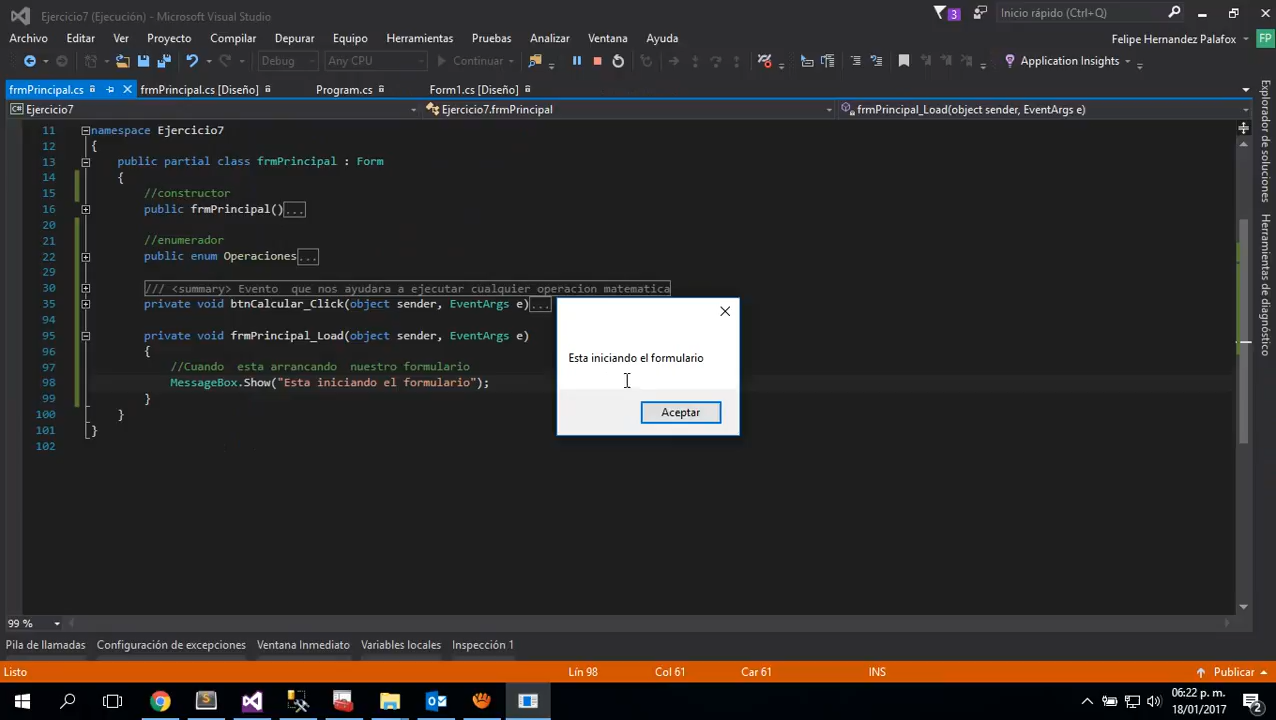 Ejercicio7 (Ejecución) - Microsoft Visual Studio
3
Inicio rápido (Ctrl+Q)
Archivo Editar Ver Proyecto Compilar Depurar Equipo Herramientas Pruebas Analizar Ventana Ayuda
Felipe Hernandez Palafox FP
Debug Any CPU Continuar Application Insights
frmPrincipal.cs frmPrincipal.cs [Diseño] Program.cs Form1.cs [Diseño]
Ejercicio7 Ejercicio7.frmPrincipal frmPrincipal_Load(object sender, EventArgs e)
11 namespace Ejercicio7
12 {
13 public partial class frmPrincipal : Form
14 {
15 //constructor
16 public frmPrincipal()...
20
21 //enumerador
22 public enum Operaciones...
29
30 /// <summary> Evento que nos ayudara a ejecutar cualquier operacion matematica
35 private void btnCalcular_Click(object sender, EventArgs e)...
94
95 private void frmPrincipal_Load(object sender, EventArgs e)
96 {
97 //Cuando esta arrancando nuestro formulario
98 MessageBox.Show("Esta iniciando el formulario");
99 }
100 }
101 }
102
Esta iniciando el formulario
Aceptar
Explorador de soluciones
Herramientas de diagnóstico
99 %
Pila de llamadas Configuración de excepciones Ventana Inmediato Variables locales Inspección 1
Listo Lín 98 Col 61 Car 61 INS Publicar
06:22 p. m.
18/01/2017
2